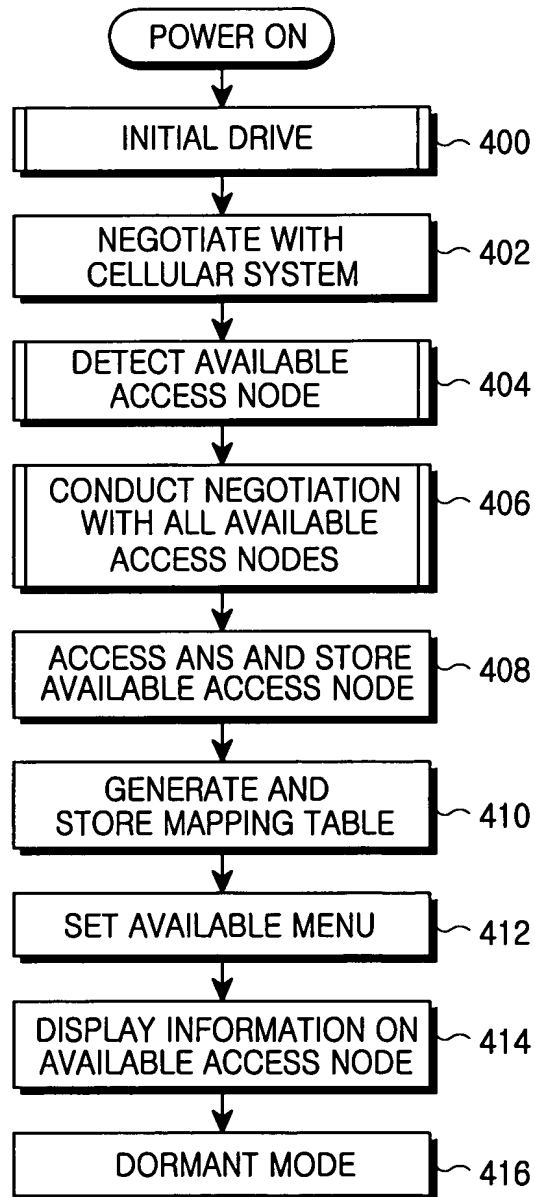 POWER ON
INITIAL DRIVE
400
NEGOTIATE WITH
CELLULAR SYSTEM
402
DETECT AVAILABLE
ACCESS NODE
404
CONDUCT NEGOTIATION
WITH ALL AVAILABLE
ACCESS NODES
406
ACCESS ANS AND STORE
AVAILABLE ACCESS NODE
408
GENERATE AND
STORE MAPPING TABLE
410
SET AVAILABLE MENU
412
DISPLAY INFORMATION ON
AVAILABLE ACCESS NODE
414
DORMANT MODE
416